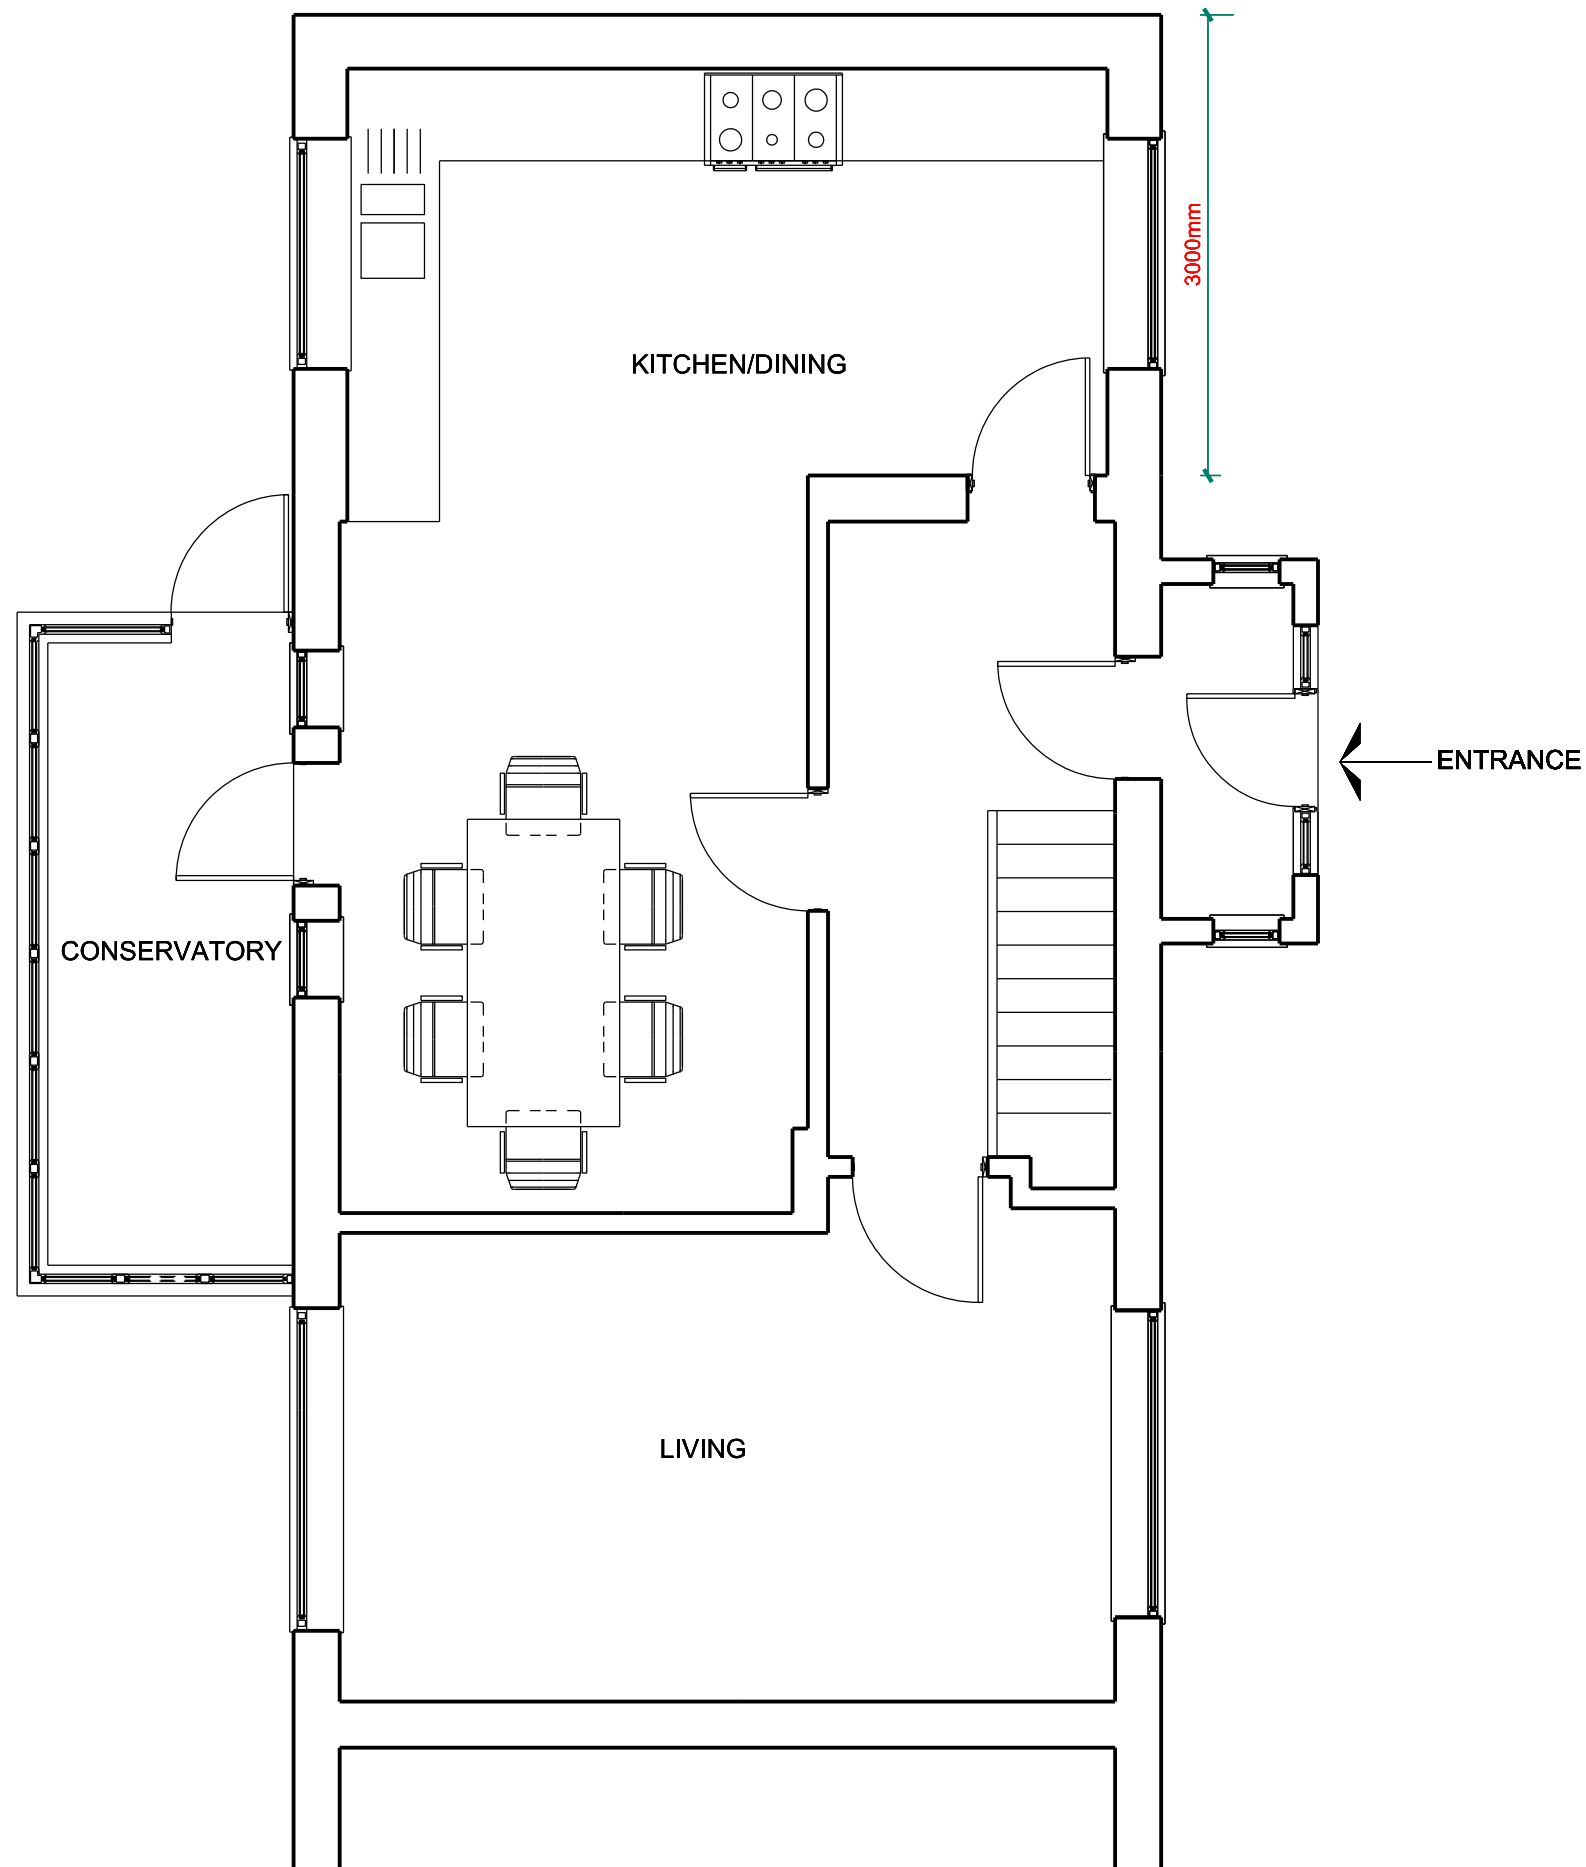 3000mm
KITCHEN/DINING
ENTRANCE
CONSERVATORY
LIVING